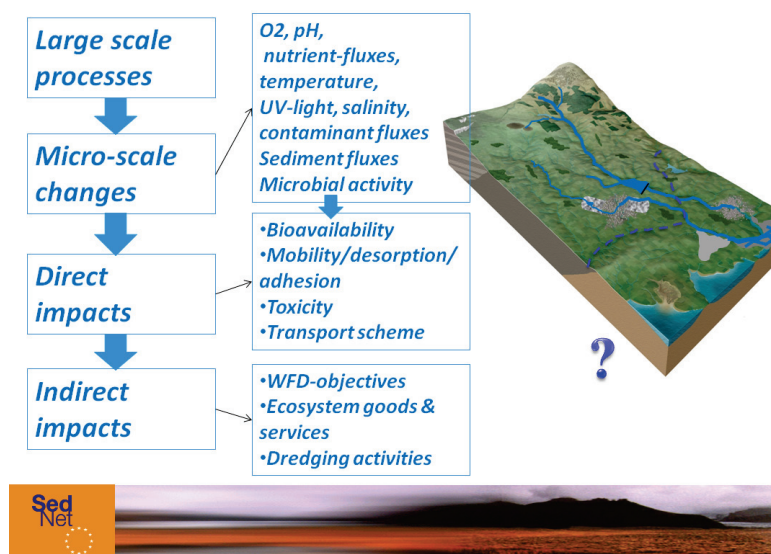 Large scale
processes
Micro-scale
changes
Direct
impacts
Indirect
impacts
O2, pH,
nutrient-fluxes,
temperature,
UV-light, salinity,
contaminant fluxes
Sediment fluxes
Microbial activity
•Bioavailability
•Mobility/desorption/
adhesion
•Toxicity
•Transport scheme
•WFD-objectives
•Ecosystem goods &
services
•Dredging activities
?
Sed
Net